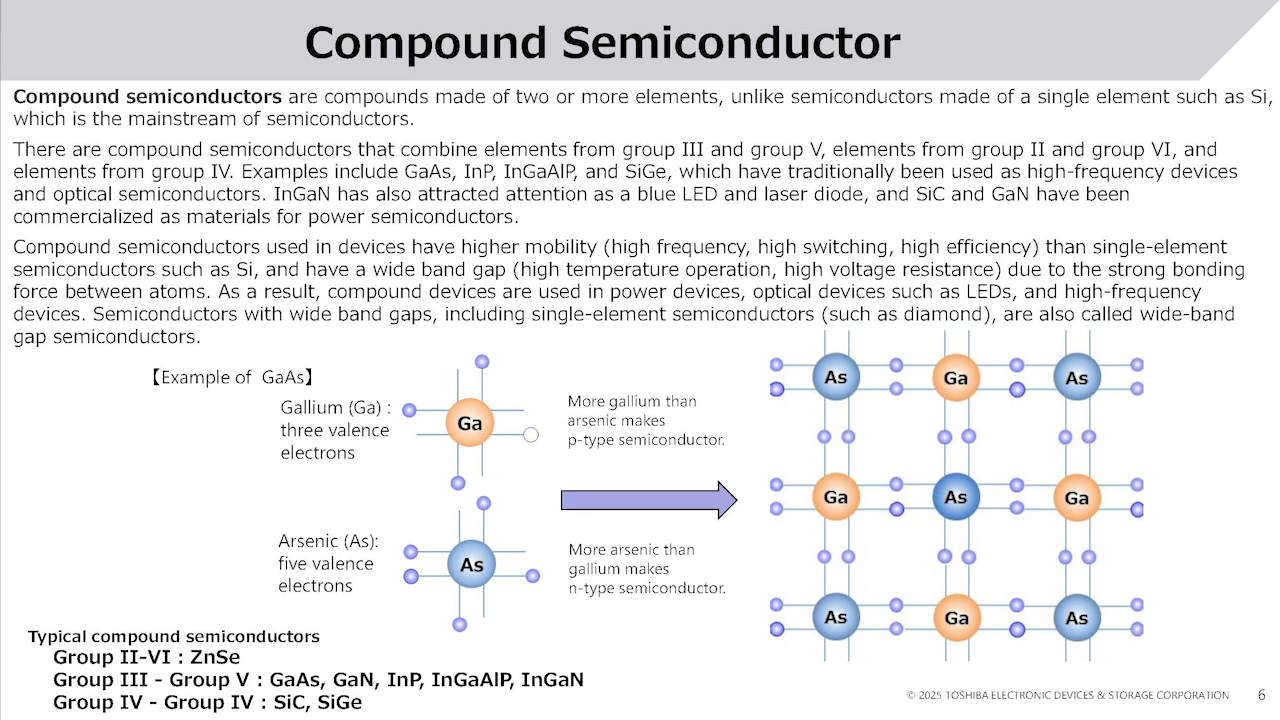 Compound Semiconductor
Compound semiconductors are compounds made of two or more elements, unlike semiconductors made of a single element such as Si,
which is the mainstream of semiconductors.
There are compound semiconductors that combine elements from group III and group V, elements from group II and group VI, and
elements from group IV. Examples include GaAs, InP, InGaAlP, and SiGe, which have traditionally been used as high-frequency devices
and optical semiconductors. InGaN has also attracted attention as a blue LED and laser diode, and SiC and GaN have been
commercialized as materials for power semiconductors.
Compound semiconductors used in devices have higher mobility (high frequency, high switching, high efficiency) than single-element
semiconductors such as Si, and have a wide band gap (high temperature operation, high voltage resistance) due to the strong bonding
force between atoms. As a result, compound devices are used in power devices, optical devices such as LEDs, and high-frequency
devices. Semiconductors with wide band gaps, including single-element semiconductors (such as diamond), are also called wide-band
gap semiconductors.
【Example of GaAs】
Gallium (Ga) :
three valence
electrons
Ga
More gallium than
arsenic makes
p-type semiconductor.
Arsenic (As):
five valence
electrons
As
More arsenic than
gallium makes
n-type semiconductor.
As Ga As
Ga As Ga
As Ga As
Typical compound semiconductors
Group II-VI : ZnSe
Group III - Group V : GaAs, GaN, InP, InGaAlP, InGaN
Group IV - Group IV : SiC, SiGe
© 2025 TOSHIBA ELECTRONIC DEVICES & STORAGE CORPORATION 6